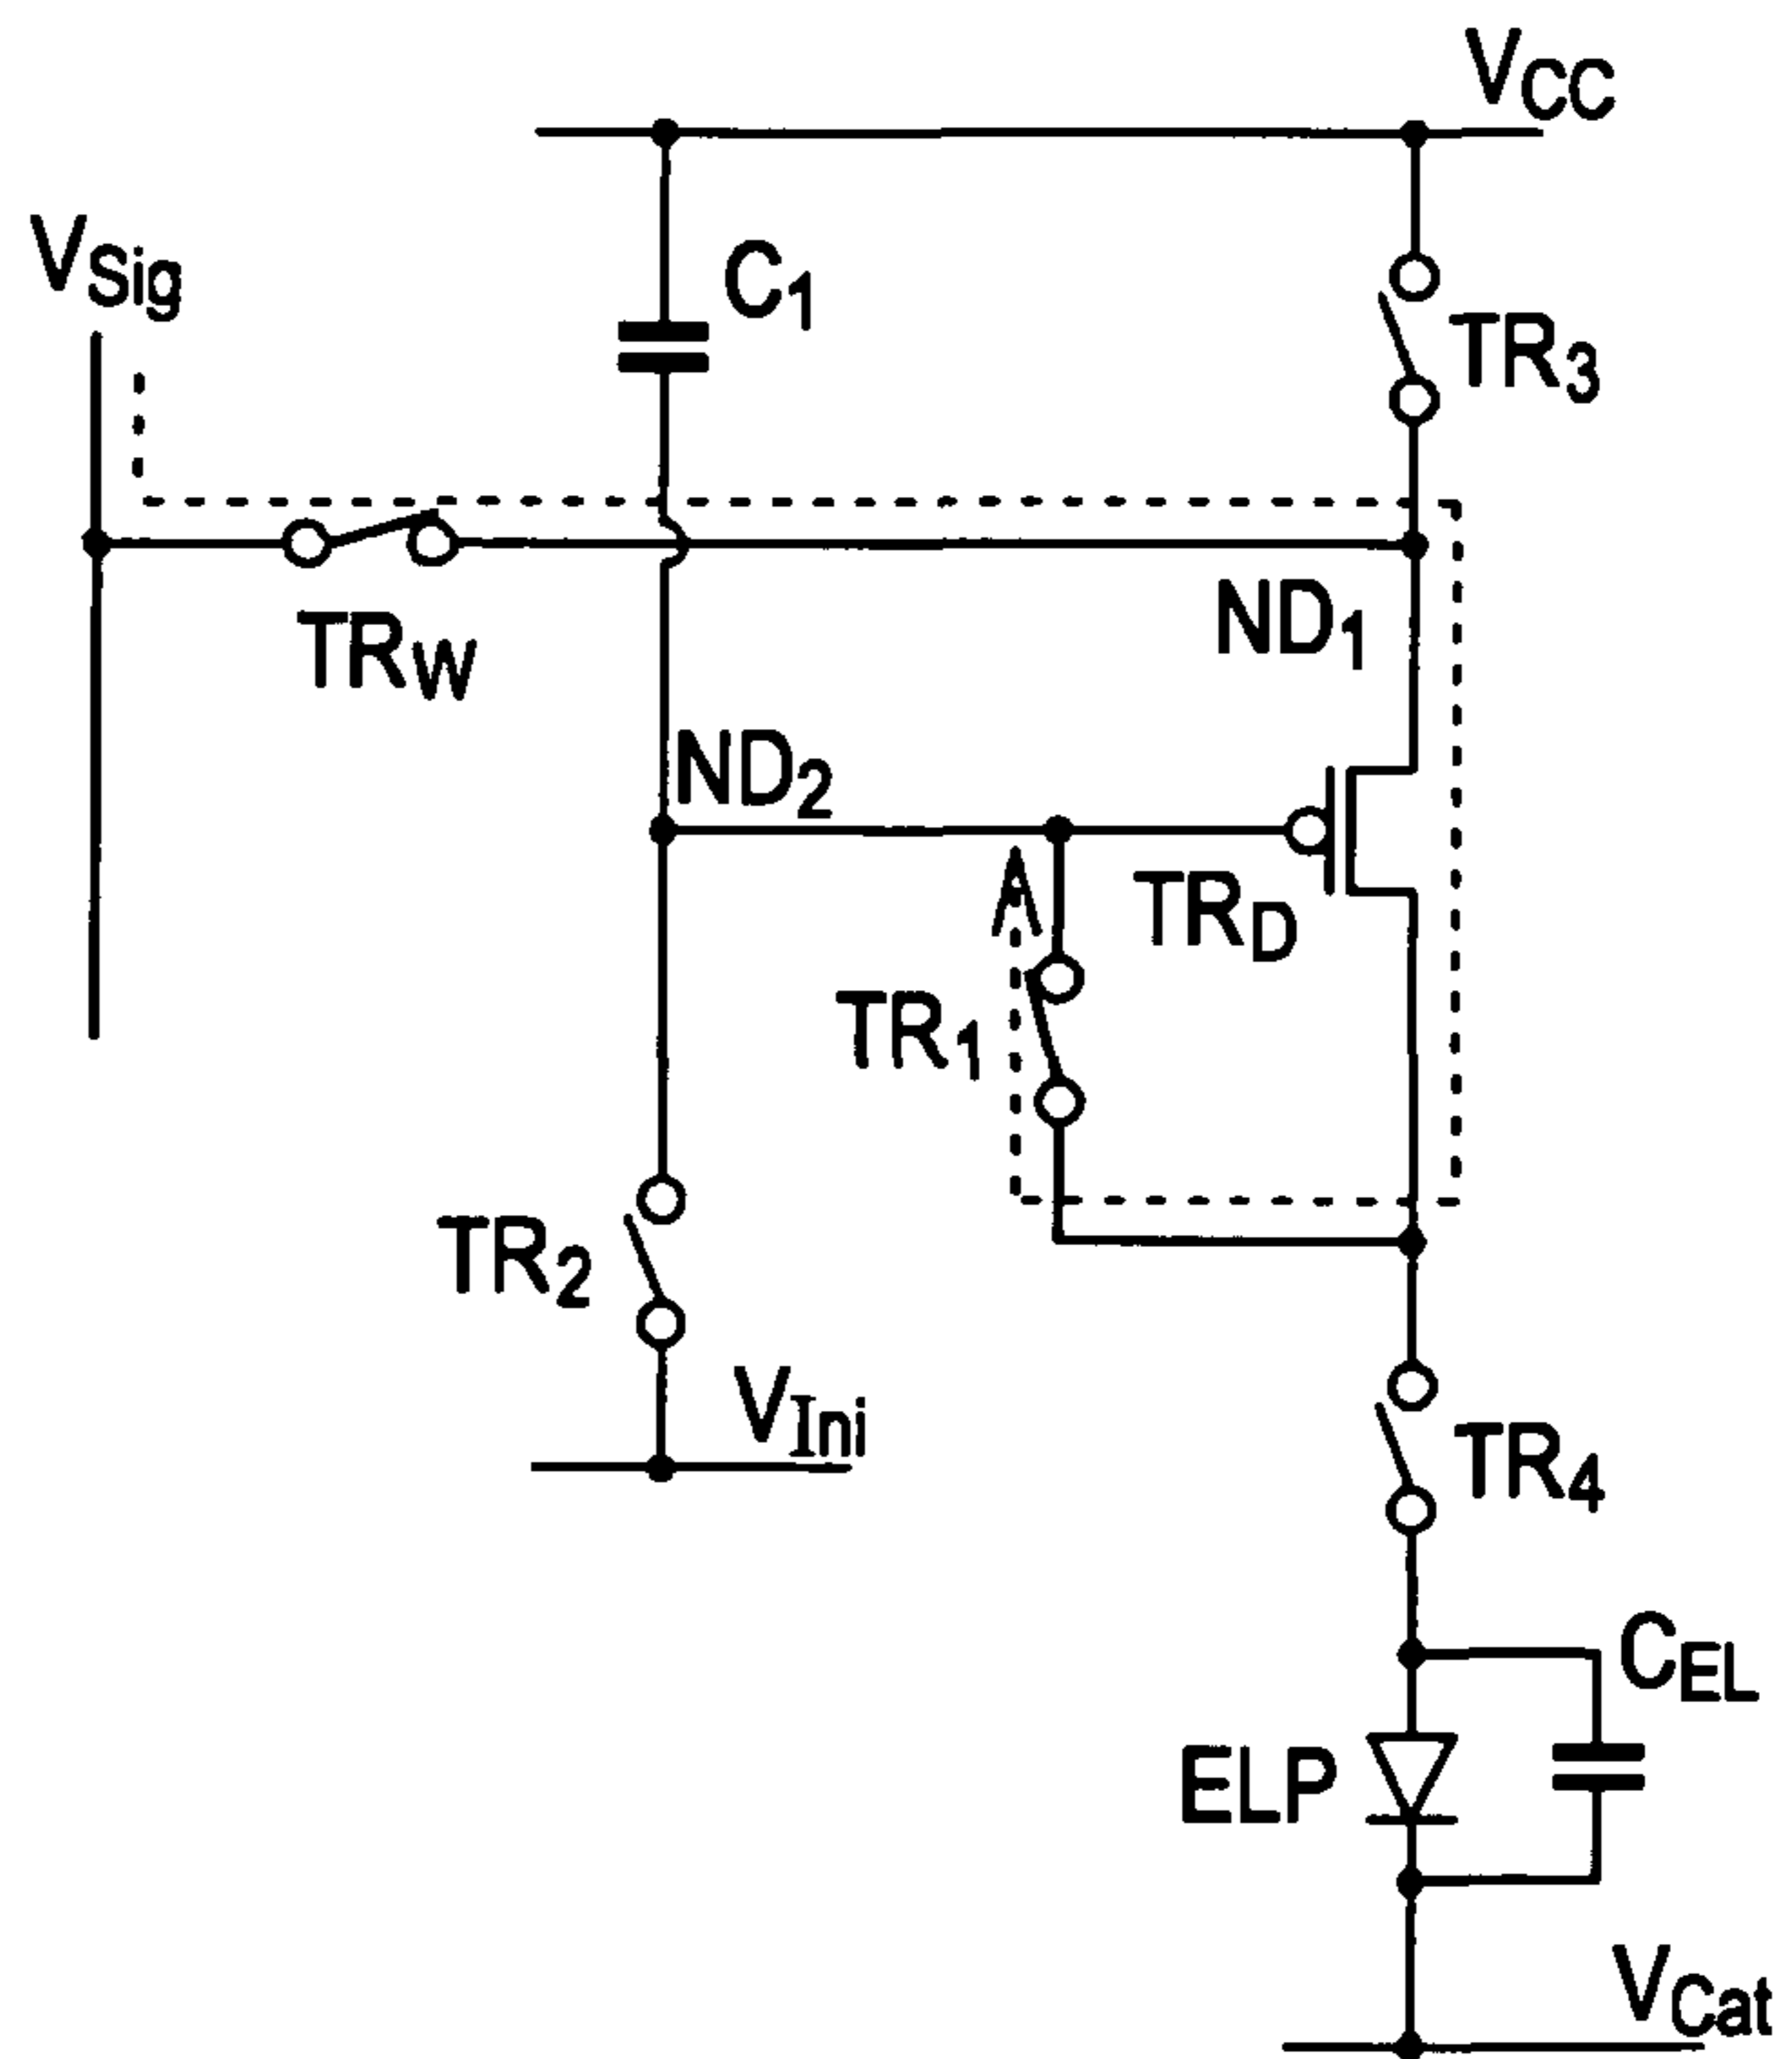 VCC
VSig
C1
TR3
TRW
ND1
ND2
TRD
TR1
TR2
VIni
TR4
CEL
ELP
VCat